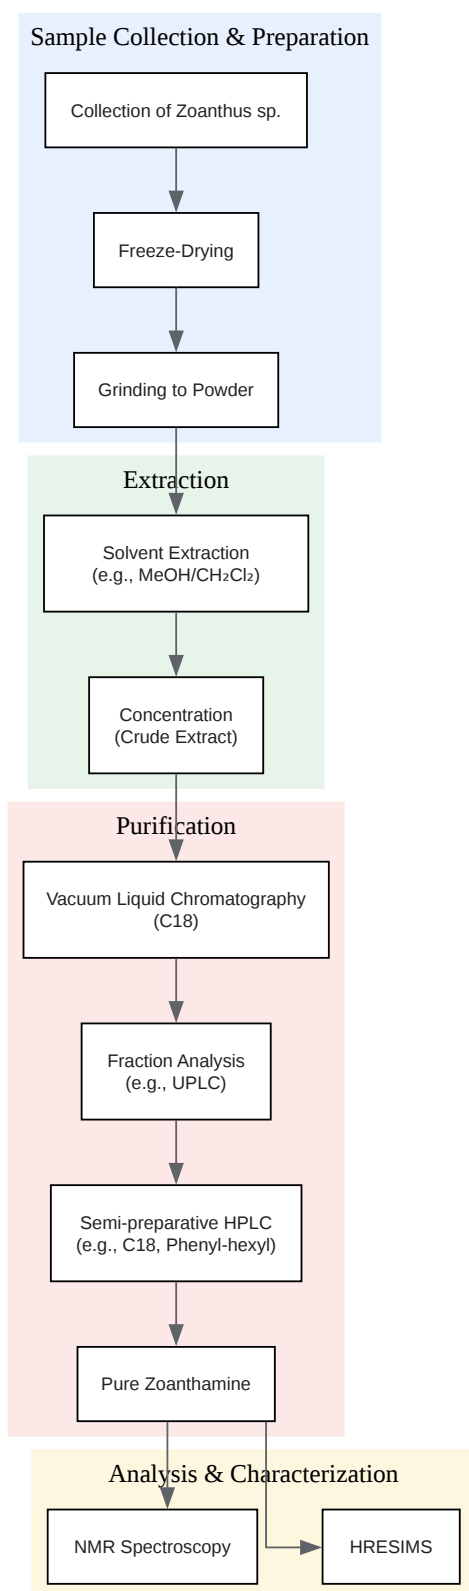 Sample Collection & Preparation
Collection of Zoanthus sp.
Freeze-Drying
Grinding to Powder
Extraction
Solvent Extraction
(e.g., MeOH/CH₂Cl₂)
Concentration
(Crude Extract)
Purification
Vacuum Liquid Chromatography
(C18)
Fraction Analysis
(e.g., UPLC)
Semi-preparative HPLC
(e.g., C18, Phenyl-hexyl)
Pure Zoanthamine
Analysis & Characterization
NMR Spectroscopy
HRESIMS